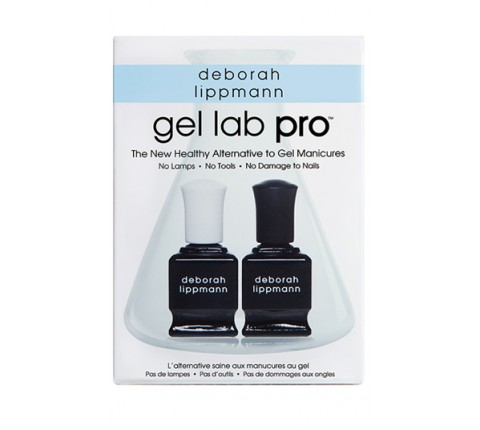 deborah
lippmann
gel lab pro™
The New Healthy Alternative to Gel Manicures
No Lamps • No Tools • No Damage to Nails
deborah
lippmann
deborah
lippmann
L'alternative saine aux manucures au gel
Pas de lampes • Pas d'outils • Pas de dommages aux ongles